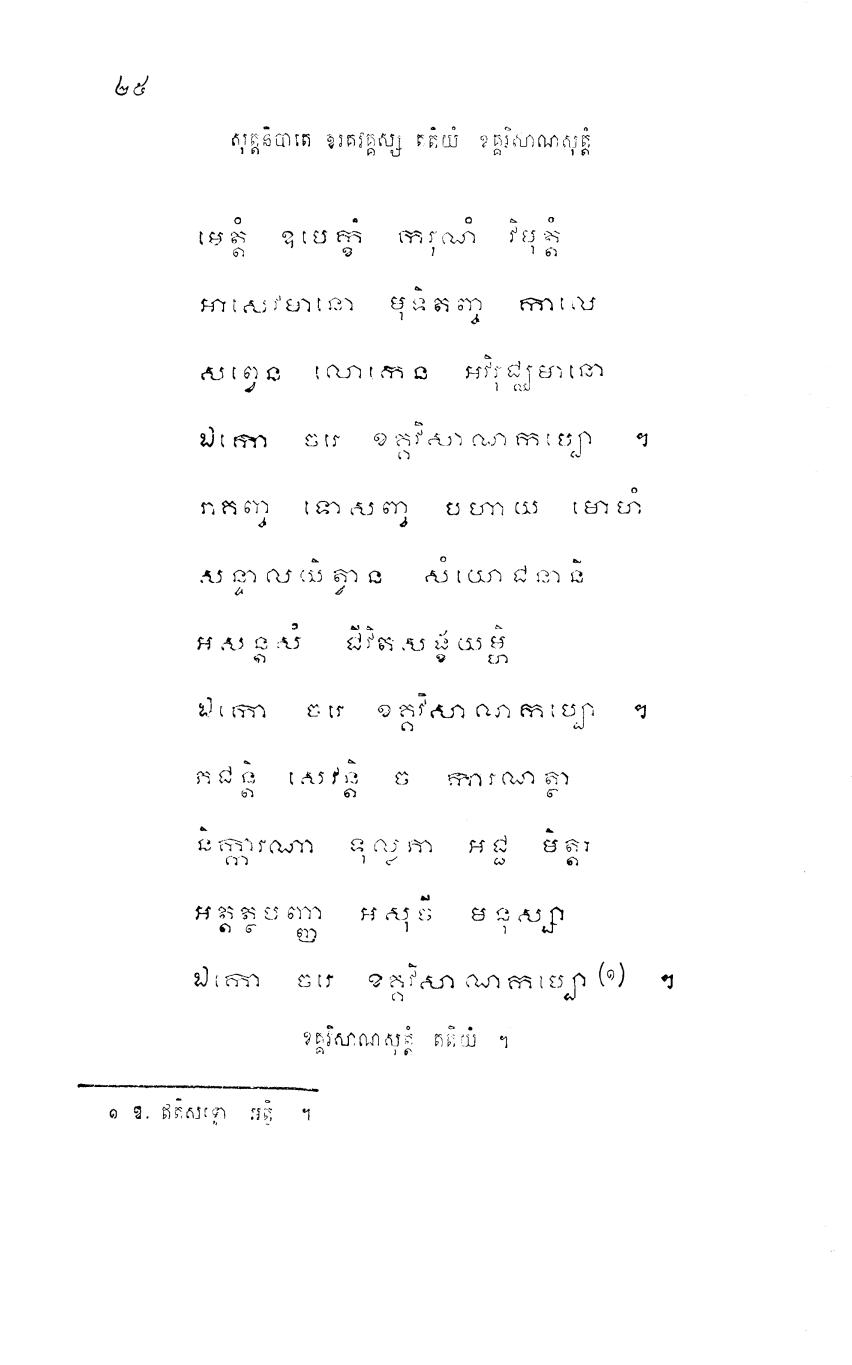 ២៥
សុត្តនិបាតេ ឧរគវគ្គស្ស តតិយំ ខគ្គវិសាណសុត្តំ
មេត្តំ ឧបេក្ខំ ករុណំ វិមុត្តំ
អាសេវមានោ មុទិតញ្ច កាលេ
សព្វេន លោកេន អវិរុជ្ឈមានោ
ឯកោ ចរេ ខគ្គវិសាណកប្បោ ។
រាគញ្ច ទោសញ្ច បហាយ មោហំ
សន្ទាលយិត្វាន សំយោជនានិ
អសន្តសំ ជីវិតសង្ខយម្ហិ
ឯកោ ចរេ ខគ្គវិសាណកប្បោ ។
ភជន្តិ សេវន្តិ ច ការណត្ថា
និក្ការណា ទុល្លភា អជ្ជ មិត្តា
អត្តត្ថបញ្ញា អសុចី មនុស្សា
ឯកោ ចរេ ខគ្គវិសាណកប្បោ (១) ។
ខគ្គវិសាណសុត្តំ តតិយំ ។
១ ឱ. ឥតិសទ្ទោ អត្ថិ ។